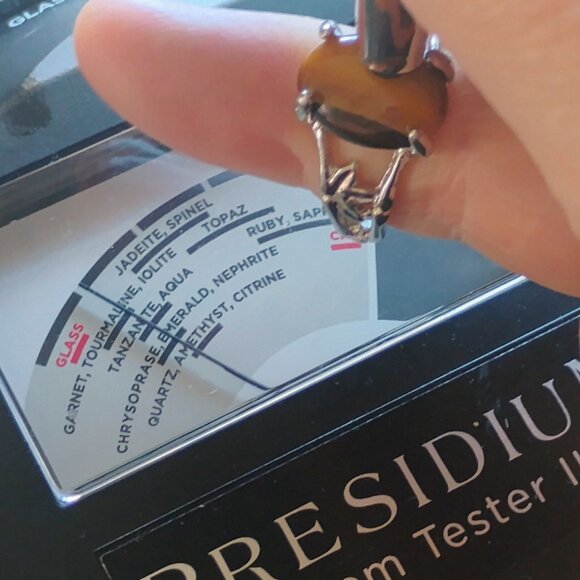 GLASS
JADEITE, SPINEL
TOPAZ
RUBY, SAPP
GLASS
GARNET, TOURMALINE, IOLITE
TANZANITE, AQUA
CHRYSOPRASE, EMERALD, NEPHRITE
QUARTZ, AMETHYST, CITRINE
PRESIDIUM
em Tester II